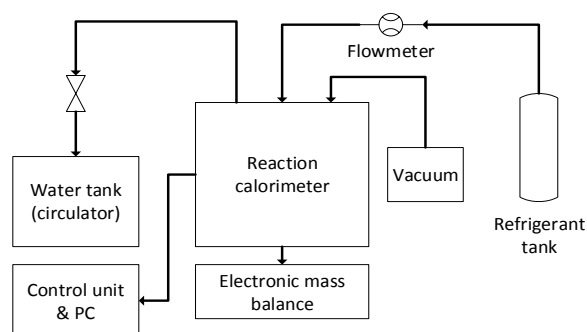 Flowmeter
Reaction
calorimeter
Vacuum
Water tank
(circulator)
Refrigerant
tank
Control unit
& PC
Electronic mass
balance